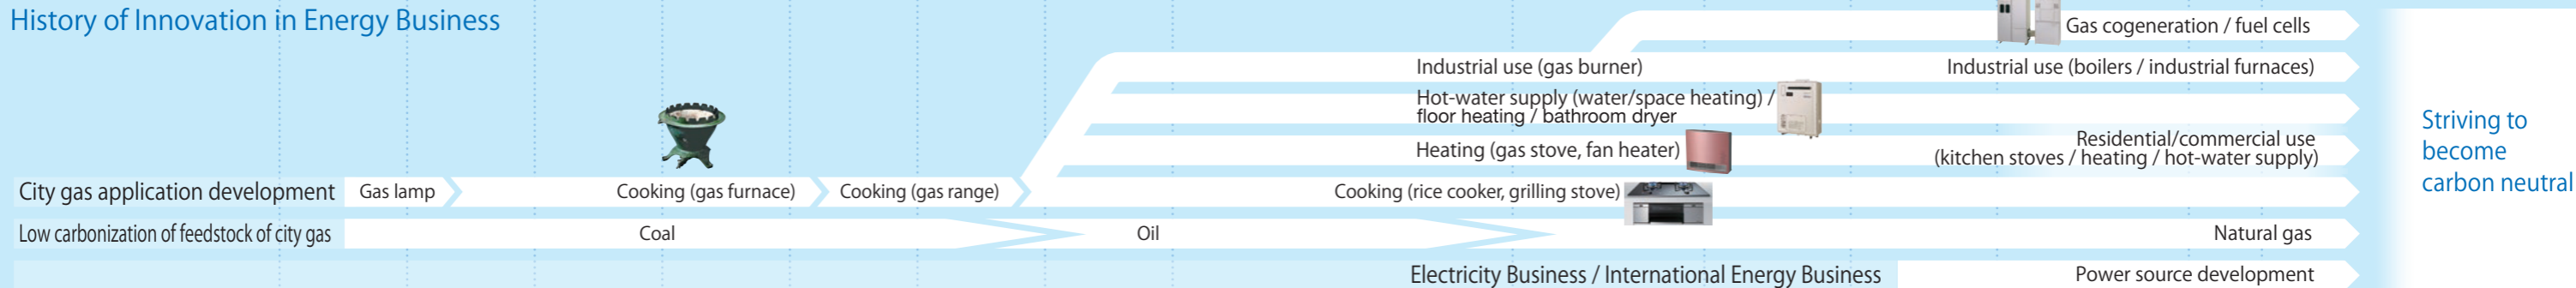 History of Innovation in Energy Business
Gas cogeneration / fuel cells
Industrial use (gas burner)
Industrial use (boilers / industrial furnaces)
Hot-water supply (water/space heating) /
floor heating / bathroom dryer
Heating (gas stove, fan heater)
Residential/commercial use
(kitchen stoves / heating / hot-water supply)
City gas application development
Gas lamp
Cooking (gas furnace)
Cooking (gas range)
Cooking (rice cooker, grilling stove)
Low carbonization of feedstock of city gas
Coal
Oil
Natural gas
Electricity Business / International Energy Business
Power source development
Striving to
become
carbon neutral